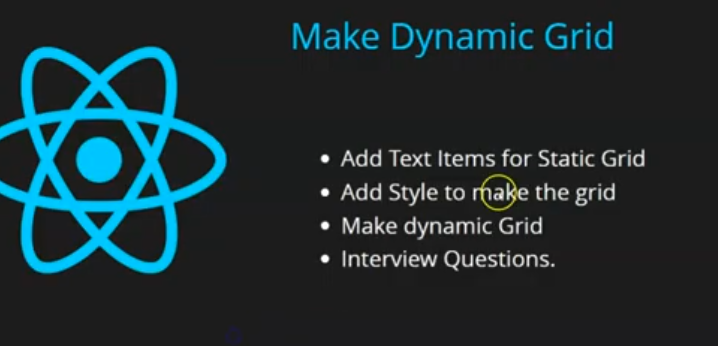 Make Dynamic Grid
• Add Text Items for Static Grid
• Add Style to make the grid
• Make dynamic Grid
• Interview Questions.